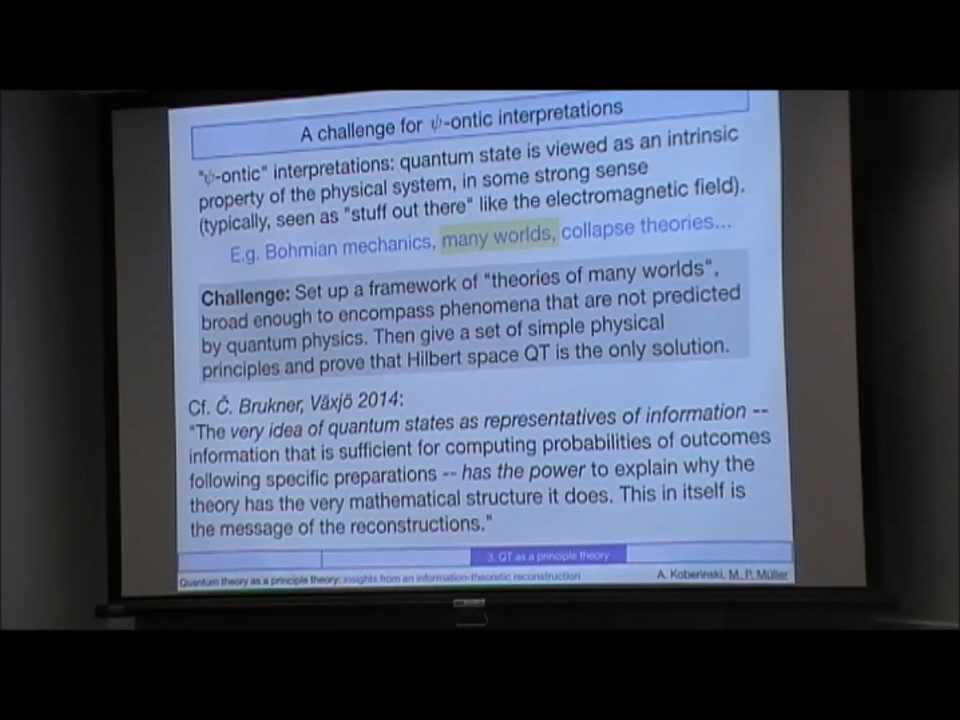 A challenge for ψ-ontic interpretations
"ψ-ontic" interpretations: quantum state is viewed as an intrinsic
property of the physical system, in some strong sense
(typically, seen as "stuff out there" like the electromagnetic field).
E.g. Bohmian mechanics, many worlds, collapse theories...
Challenge: Set up a framework of "theories of many worlds",
broad enough to encompass phenomena that are not predicted
by quantum physics. Then give a set of simple physical
principles and prove that Hilbert space QT is the only solution.
Cf. Č. Brukner, Växjö 2014:
"The very idea of quantum states as representatives of information --
information that is sufficient for computing probabilities of outcomes
following specific preparations -- has the power to explain why the
theory has the very mathematical structure it does. This in itself is
the message of the reconstructions."
3. QT as a principle theory
Quantum theory as a principle theory: insights from an information-theoretic reconstruction
A. Koberinski, M. P. Müller